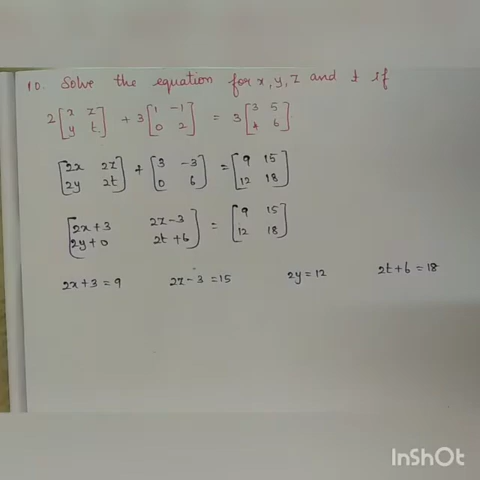 10. Solve the equation for x, y, z and t if
2 [x z] + 3 [1 -1] = 3 [3 5]
[y t] [0 2] [4 6]
[2x 2z] + [3 -3] = [9 15]
[2y 2t] [0 6] [12 18]
[2x+3 2z-3] = [9 15]
[2y+0 2t+6] [12 18]
2x+3=9 2z-3=15 2y=12 2t+6=18
InShOt